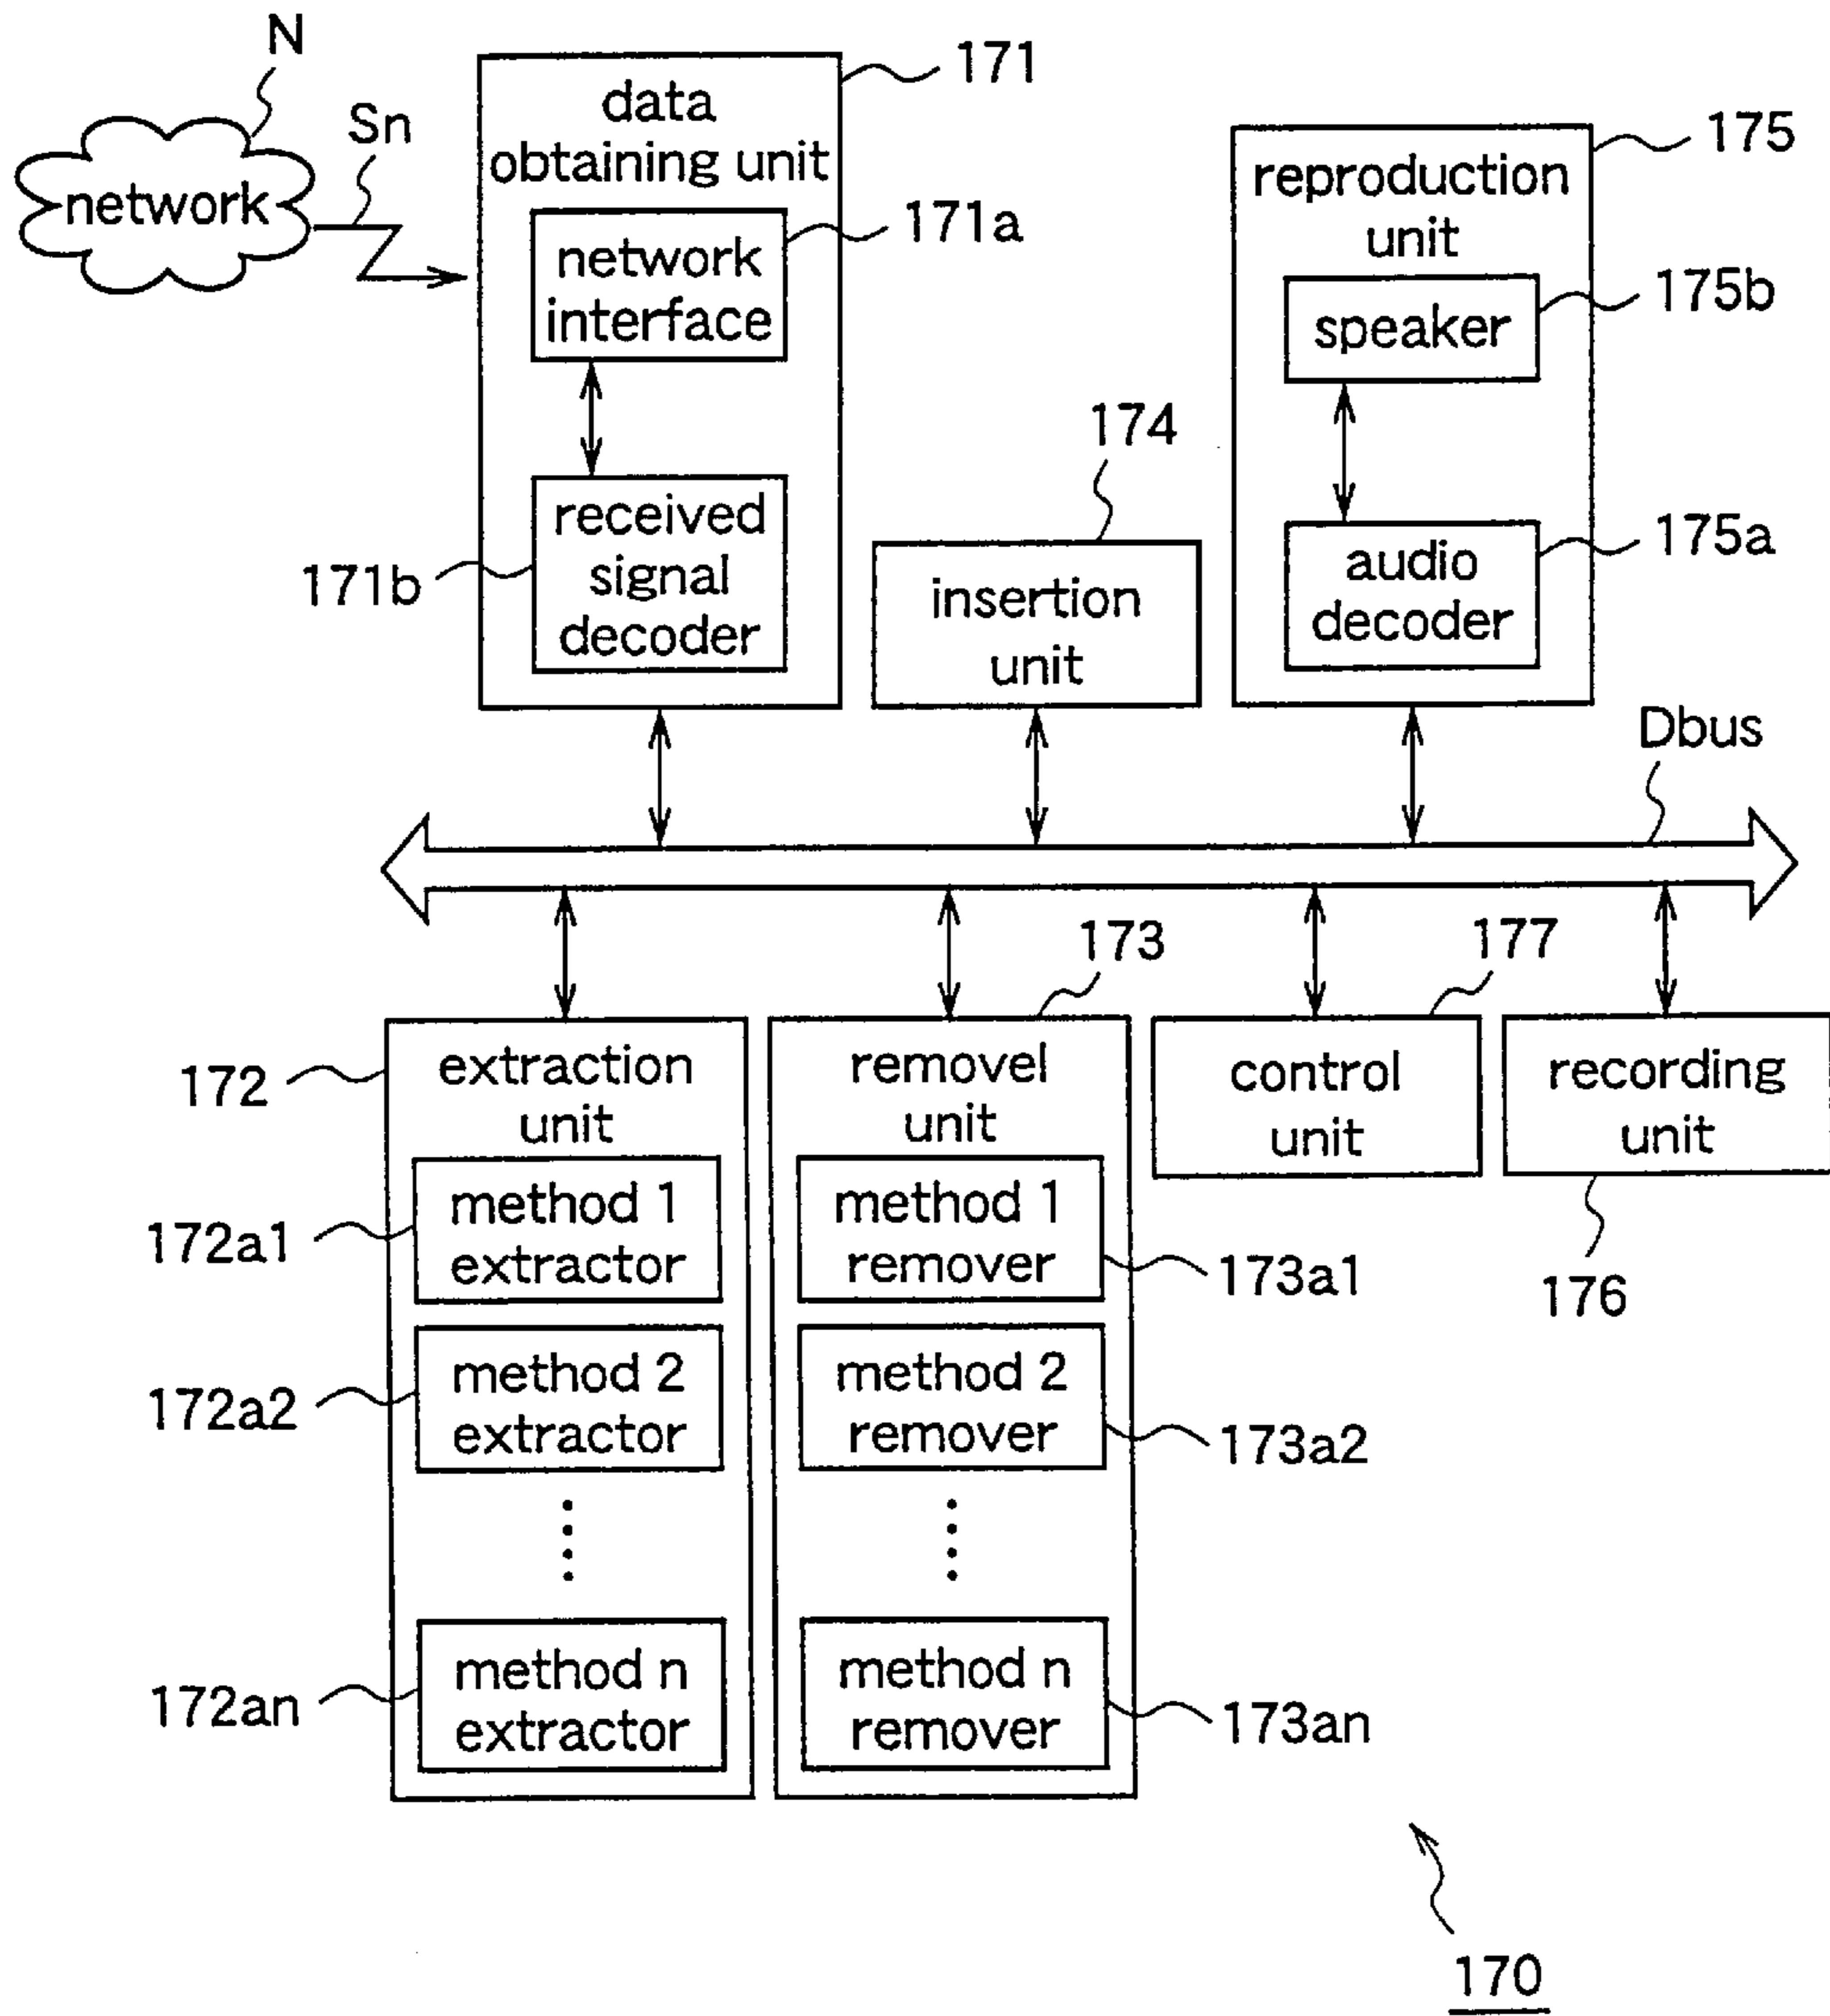 N
Sn
network
171
data
obtaining unit
171a
network
interface
171b
received
signal
decoder
174
insertion
unit
175
reproduction
unit
175b
speaker
175a
audio
decoder
Dbus
172
extraction
unit
172a1
method 1
extractor
172a2
method 2
extractor
172an
method n
extractor
173
removel
unit
method 1
remover
173a1
method 2
remover
173a2
method n
remover
173an
177
control
unit
recording
unit
176
170